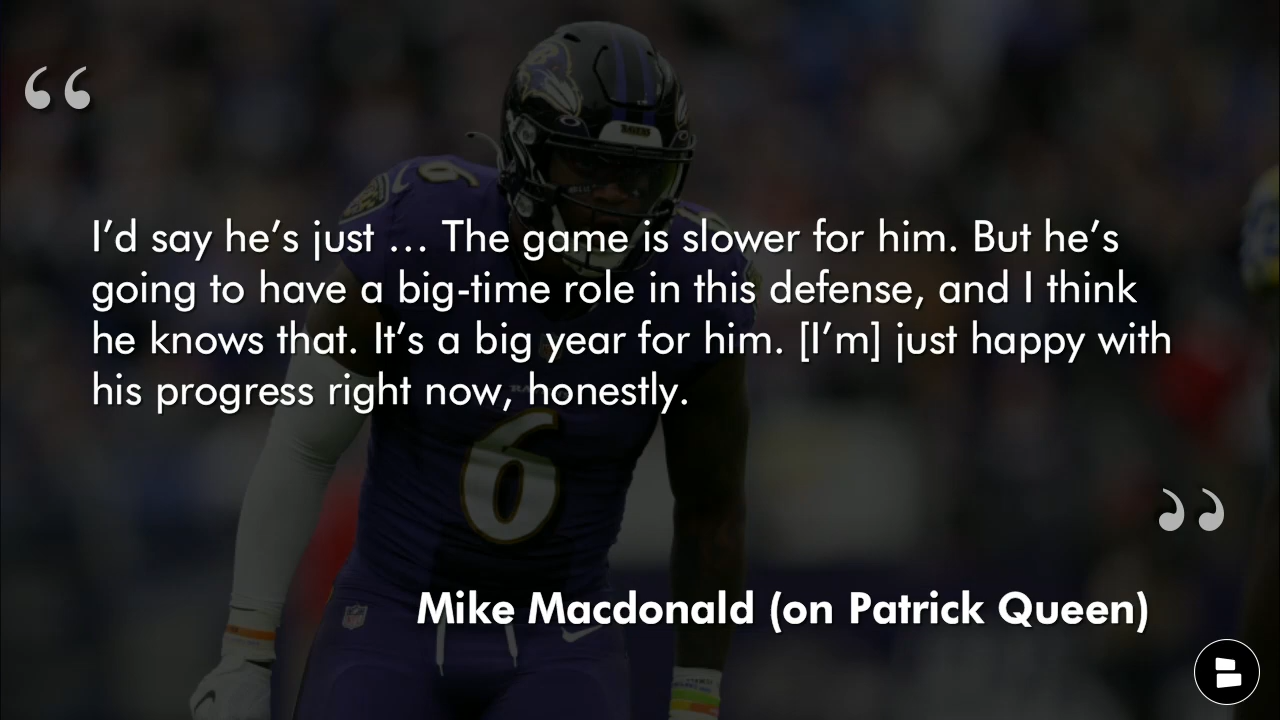 “
I’d say he’s just … The game is slower for him. But he’s
going to have a big-time role in this defense, and I think
he knows that. It’s a big year for him. [I’m] just happy with
his progress right now, honestly.
”
Mike Macdonald (on Patrick Queen)
6
6